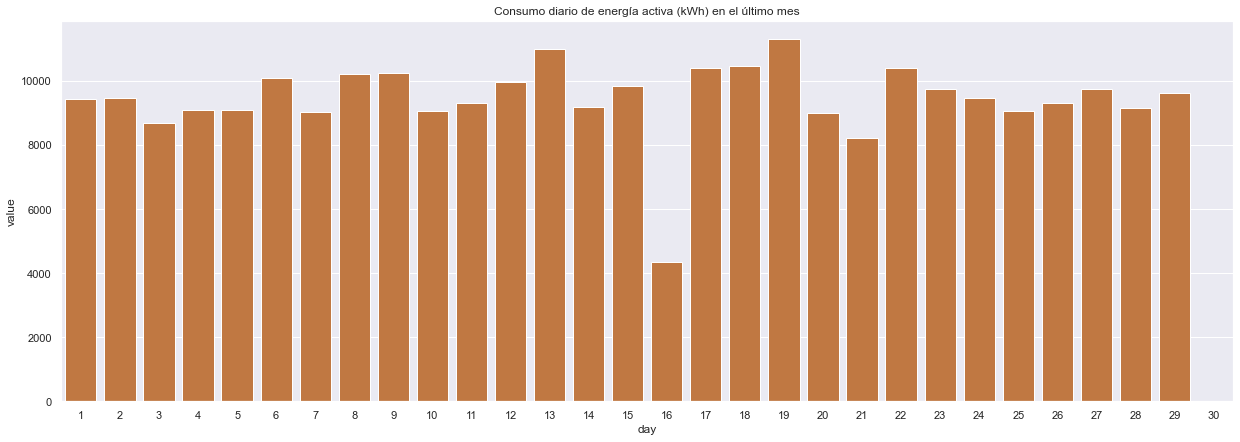 Consumo diario de energía activa (kWh) en el último mes
value
10000
8000
6000
4000
2000
0
1 2 3 4 5 6 7 8 9 10 11 12 13 14 15 16 17 18 19 20 21 22 23 24 25 26 27 28 29 30
day